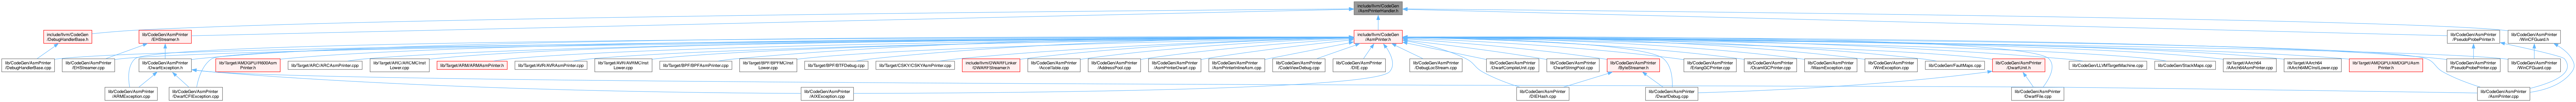 include/llvm/CodeGen
/AsmPrinterHandler.h
include/llvm/CodeGen
/DebugHandlerBase.h
lib/CodeGen/AsmPrinter
/EHStreamer.h
include/llvm/CodeGen
/AsmPrinter.h
lib/CodeGen/AsmPrinter
/PseudoProbePrinter.h
lib/CodeGen/AsmPrinter
/WinCFGuard.h
lib/CodeGen/AsmPrinter
/DebugHandlerBase.cpp
lib/CodeGen/AsmPrinter
/EHStreamer.cpp
lib/CodeGen/AsmPrinter
/DwarfException.h
lib/Target/AMDGPU/R600Asm
Printer.h
lib/Target/ARC/ARCAsmPrinter.cpp
lib/Target/ARC/ARCMCInst
Lower.cpp
lib/Target/ARM/ARMAsmPrinter.h
lib/Target/AVR/AVRAsmPrinter.cpp
lib/Target/AVR/AVRMCInst
Lower.cpp
lib/Target/BPF/BPFAsmPrinter.cpp
lib/Target/BPF/BPFMCInst
Lower.cpp
lib/Target/BPF/BTFDebug.cpp
lib/Target/CSKY/CSKYAsmPrinter.cpp
include/llvm/DWARFLinker
/DWARFStreamer.h
lib/CodeGen/AsmPrinter
/AccelTable.cpp
lib/CodeGen/AsmPrinter
/AddressPool.cpp
lib/CodeGen/AsmPrinter
/AsmPrinterDwarf.cpp
lib/CodeGen/AsmPrinter
/AsmPrinterInlineAsm.cpp
lib/CodeGen/AsmPrinter
/CodeViewDebug.cpp
lib/CodeGen/AsmPrinter
/DIE.cpp
lib/CodeGen/AsmPrinter
/DebugLocStream.cpp
lib/CodeGen/AsmPrinter
/DwarfCompileUnit.cpp
lib/CodeGen/AsmPrinter
/DwarfStringPool.cpp
lib/CodeGen/AsmPrinter
/ByteStreamer.h
lib/CodeGen/AsmPrinter
/ErlangGCPrinter.cpp
lib/CodeGen/AsmPrinter
/OcamlGCPrinter.cpp
lib/CodeGen/AsmPrinter
/WasmException.cpp
lib/CodeGen/AsmPrinter
/WinException.cpp
lib/CodeGen/FaultMaps.cpp
lib/CodeGen/AsmPrinter
/DwarfUnit.h
lib/CodeGen/LLVMTargetMachine.cpp
lib/CodeGen/StackMaps.cpp
lib/Target/AArch64
/AArch64AsmPrinter.cpp
lib/Target/AArch64
/AArch64MCInstLower.cpp
lib/Target/AMDGPU/AMDGPUAsm
Printer.h
lib/CodeGen/AsmPrinter
/PseudoProbePrinter.cpp
lib/CodeGen/AsmPrinter
/WinCFGuard.cpp
lib/CodeGen/AsmPrinter
/ARMException.cpp
lib/CodeGen/AsmPrinter
/DwarfCFIException.cpp
lib/CodeGen/AsmPrinter
/AIXException.cpp
lib/CodeGen/AsmPrinter
/DIEHash.cpp
lib/CodeGen/AsmPrinter
/DwarfDebug.cpp
lib/CodeGen/AsmPrinter
/DwarfFile.cpp
lib/CodeGen/AsmPrinter
/AsmPrinter.cpp